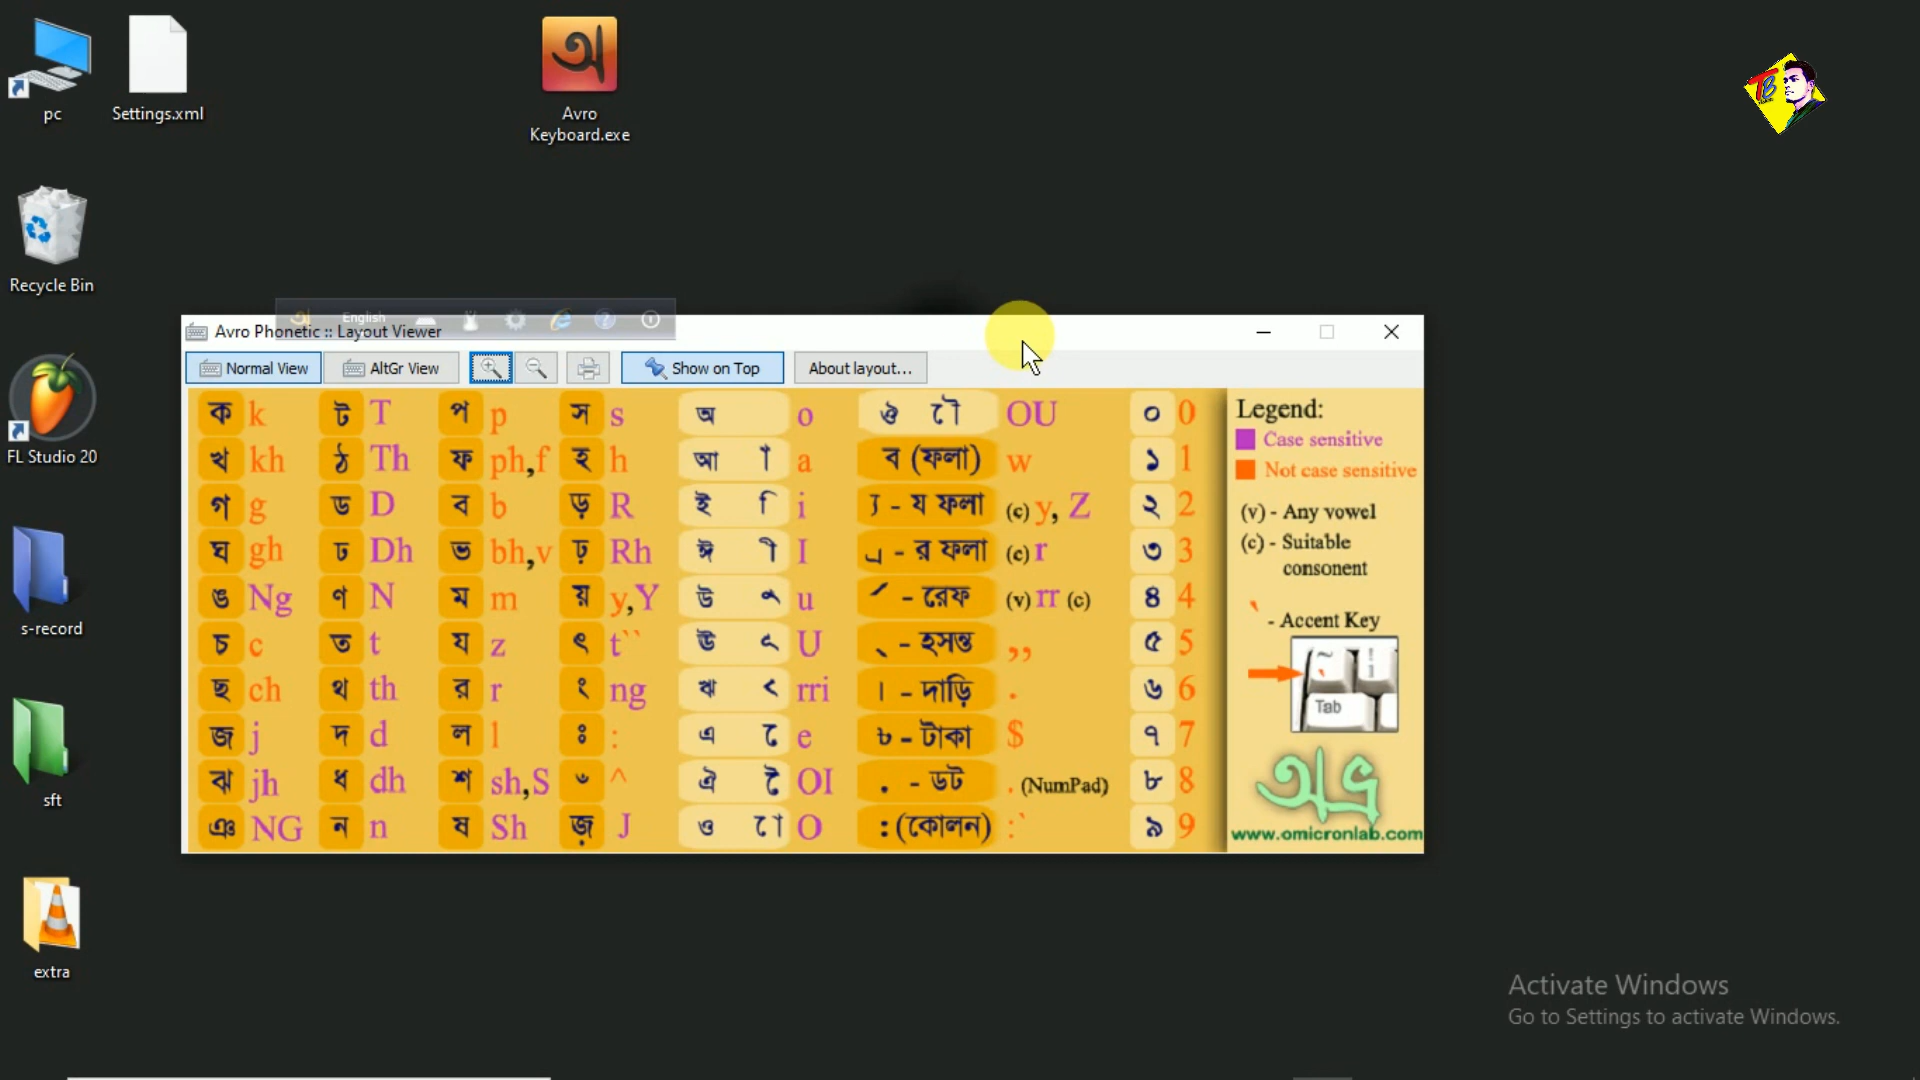 pc
Settings.xml
Avro
Keyboard.exe
TB
Recycle Bin
English
Avro Phonetic :: Layout Viewer
Normal View AltGr View Show on Top About layout...
ক k ট T প p স s অ o ঔ ৌ OU ০ 0
খ kh ঠ Th ফ ph,f হ h আ া a ব (ফলা) w ১ 1
গ g ড D ব b ড় R ই ি i ্য - য ফলা (c) y, Z ২ 2
ঘ gh ঢ Dh ভ bh,v ঢ় Rh ঈ ী I ্র - র ফলা (c) r ৩ 3
ঙ Ng ণ N ম m য় y,Y উ ু u র্ - রেফ (v) rr (c) ৪ 4
চ c ত t য z ৎ t`` ঊ ূ U ্ - হসন্ত ,, ৫ 5
ছ ch থ th র r ং ng ঋ ৃ rri । - দাড়ি . ৬ 6
জ j দ d ল l ঃ : এ ে e ৳ - টাকা $ ৭ 7
ঝ jh ধ dh শ sh,S ঁ ^ ঐ ৈ OI . - ডট . (NumPad) ৮ 8
ঞ NG ন n ষ Sh জ় J ও ো O : (কোলন) :` ৯ 9
Legend:
Case sensitive
Not case sensitive
(v) - Any vowel
(c) - Suitable
consonent
` - Accent Key
~
`
Tab
অভ্র
www.omicronlab.com
FL Studio 20
s-record
sft
extra
Activate Windows
Go to Settings to activate Windows.